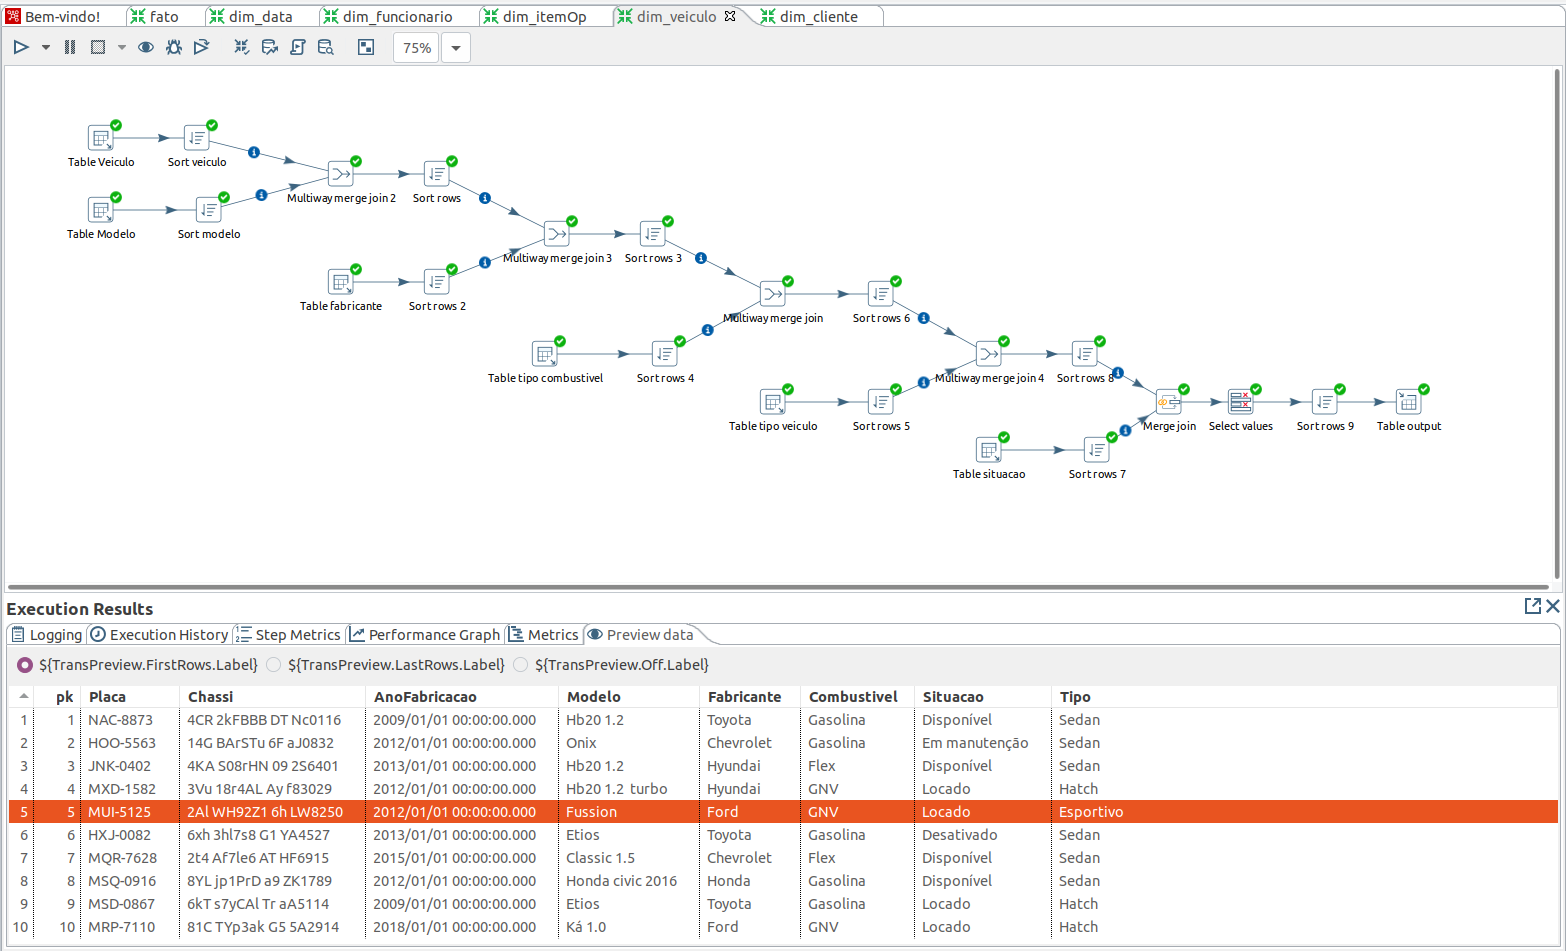 Bem-vindo!
fato
dim_data
dim_funcionario
dim_itemOp
dim_veiculo
dim_cliente
75%
Table Veiculo
Sort veiculo
Multiway merge join 2
Sort rows
Table Modelo
Sort modelo
Multiway merge join 3
Sort rows 3
Table fabricante
Sort rows 2
Multiway merge join
Sort rows 6
Table tipo combustivel
Sort rows 4
Multiway merge join 4
Sort rows 8
Table tipo veiculo
Sort rows 5
Merge join
Select values
Sort rows 9
Table output
Table situacao
Sort rows 7
Execution Results
Logging
Execution History
Step Metrics
Performance Graph
Metrics
Preview data
${TransPreview.FirstRows.Label}
${TransPreview.LastRows.Label}
${TransPreview.Off.Label}
pk Placa Chassi AnoFabricacao Modelo Fabricante Combustivel Situacao Tipo
1 1 NAC-8873 4CR 2kFBBB DT Nc0116 2009/01/01 00:00:00.000 Hb20 1.2 Toyota Gasolina Disponível Sedan
2 2 HOO-5563 14G BArSTu 6F aJ0832 2012/01/01 00:00:00.000 Onix Chevrolet Gasolina Em manutenção Sedan
3 3 JNK-0402 4KA S08rHN 09 2S6401 2013/01/01 00:00:00.000 Hb20 1.2 Hyundai Flex Disponível Sedan
4 4 MXD-1582 3Vu 18r4AL Ay f83029 2012/01/01 00:00:00.000 Hb20 1.2 turbo Hyundai GNV Locado Hatch
5 5 MUI-5125 2Al WH92Z1 6h LW8250 2012/01/01 00:00:00.000 Fussion Ford GNV Locado Esportivo
6 6 HXJ-0082 6xh 3hl7s8 G1 YA4527 2013/01/01 00:00:00.000 Etios Toyota Gasolina Desativado Sedan
7 7 MQR-7628 2t4 Af7le6 AT HF6915 2015/01/01 00:00:00.000 Classic 1.5 Chevrolet Flex Disponível Sedan
8 8 MSQ-0916 8YL jp1PrD a9 ZK1789 2012/01/01 00:00:00.000 Honda civic 2016 Honda Gasolina Disponível Sedan
9 9 MSD-0867 6kT s7yCAl Tr aA5114 2009/01/01 00:00:00.000 Etios Toyota Gasolina Locado Hatch
10 10 MRP-7110 81C TYp3ak G5 5A2914 2018/01/01 00:00:00.000 Ká 1.0 Ford GNV Locado Hatch